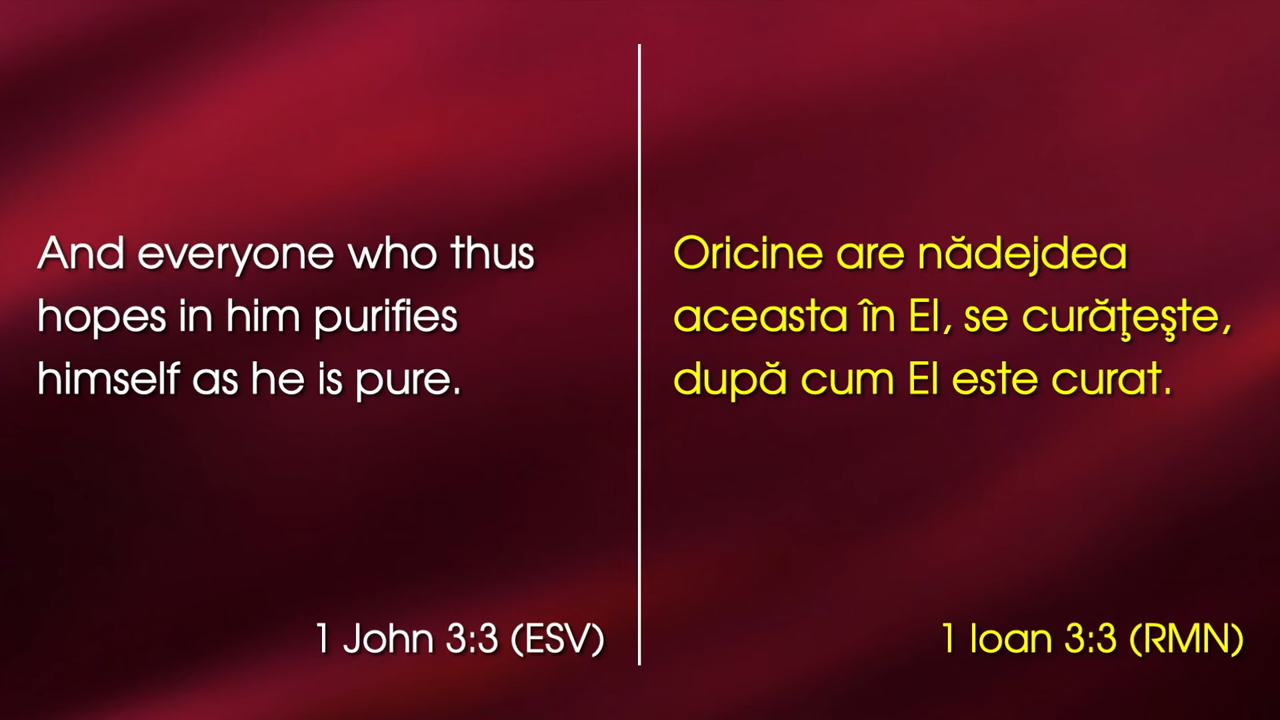 And everyone who thus
hopes in him purifies
himself as he is pure.
1 John 3:3 (ESV)
Oricine are nădejdea
aceasta în El, se curăţeşte,
după cum El este curat.
1 Ioan 3:3 (RMN)